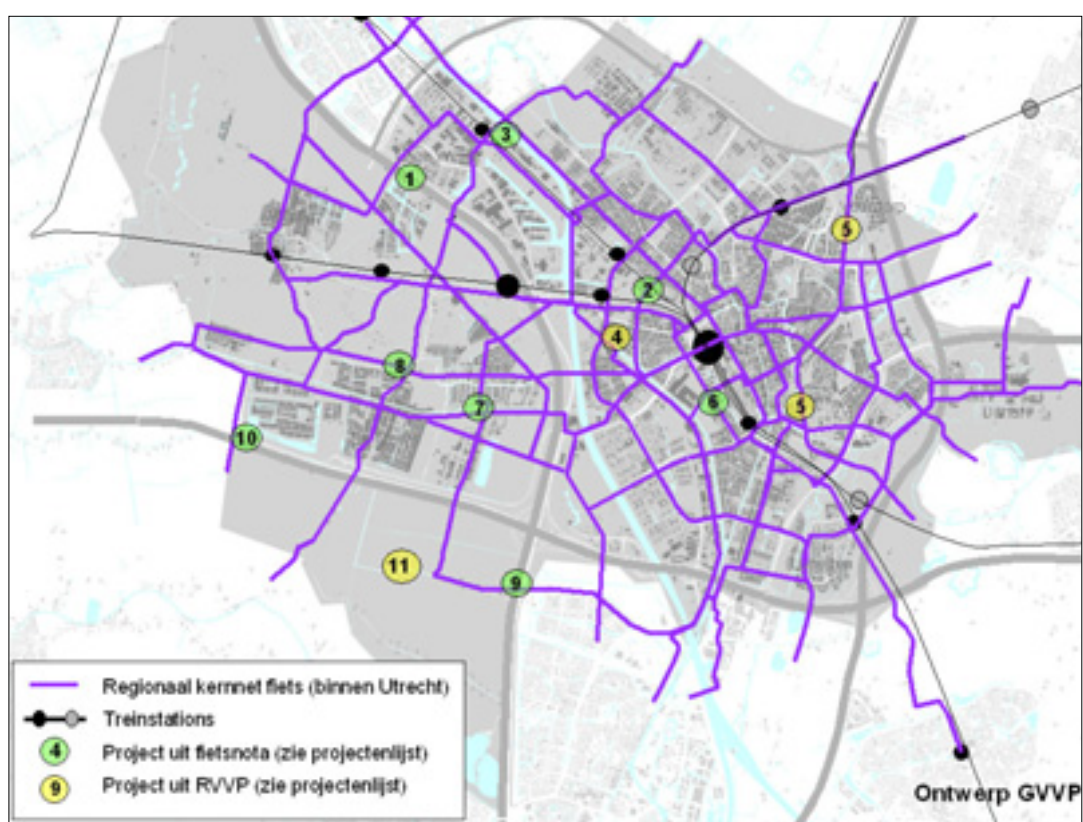 3
1
5
2
4
8
7
6
5
10
11
9
Regionaal kernnet fiets (binnen Utrecht)
Treinstations
4 Project uit fietsnota (zie projectenlijst)
9 Project uit RVVP (zie projectenlijst)
Ontwerp GVVP